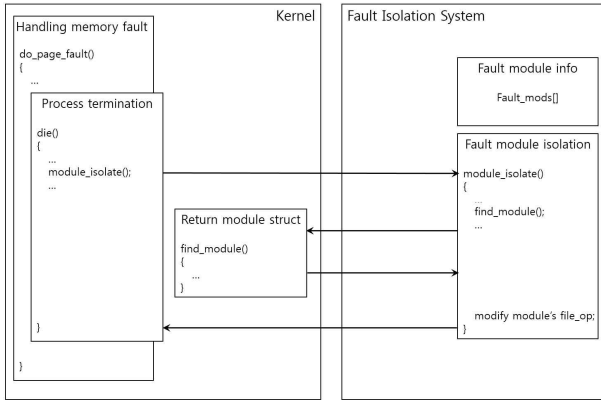 Kernel
Handling memory fault
do_page_fault()
{
...
Process termination
die()
{
...
module_isolate();
...
}
}
Return module struct
find_module()
{
...
}
Fault Isolation System
Fault module info
Fault_mods[]
Fault module isolation
module_isolate()
{
...
find_module();
...
modify module's file_op;
}